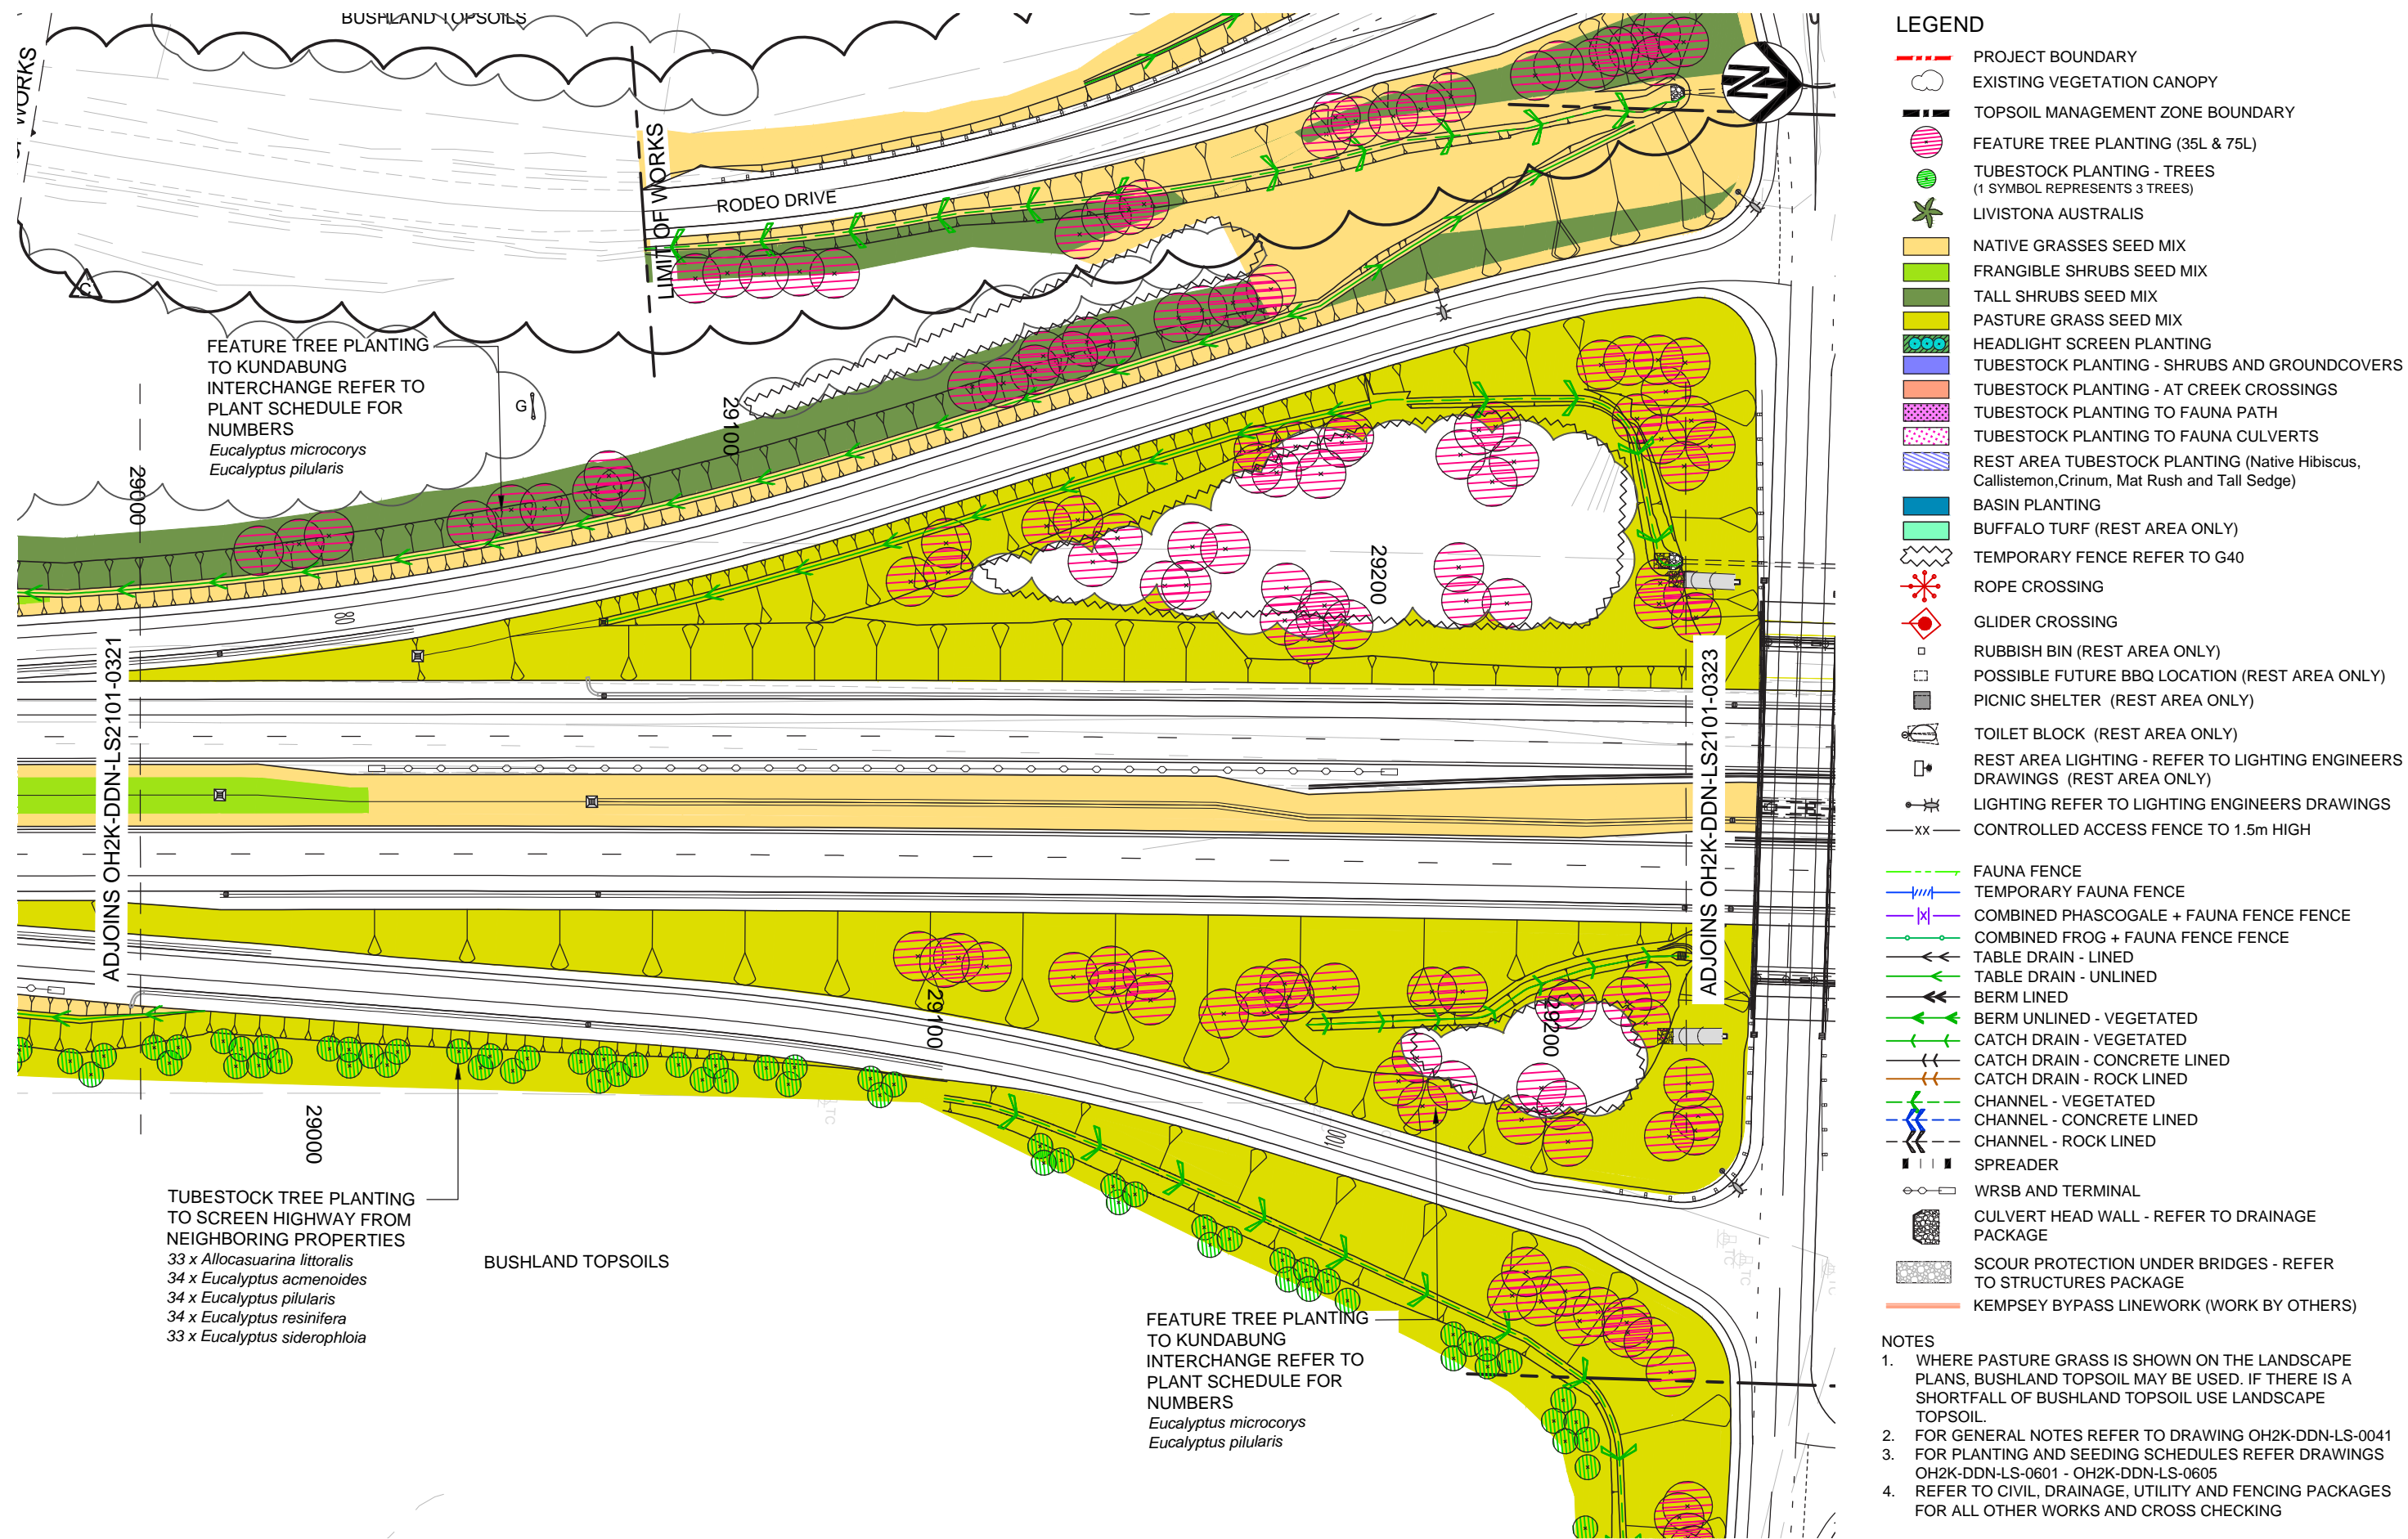 BUSHLAND TOPSOILS
WORKS
LIMIT OF WORKS
RODEO DRIVE
N
C
G
FEATURE TREE PLANTING
TO KUNDABUNG
INTERCHANGE REFER TO
PLANT SCHEDULE FOR
NUMBERS
Eucalyptus microcorys
Eucalyptus pilularis
29000
29100
29200
ADJOINS OH2K-DDN-LS2101-0321
ADJOINS OH2K-DDN-LS2101-0323
29100
29200
29000
TC
TC
TC
TUBESTOCK TREE PLANTING
TO SCREEN HIGHWAY FROM
NEIGHBORING PROPERTIES
33 x Allocasuarina littoralis
34 x Eucalyptus acmenoides
34 x Eucalyptus pilularis
34 x Eucalyptus resinifera
33 x Eucalyptus siderophloia
BUSHLAND TOPSOILS
FEATURE TREE PLANTING
TO KUNDABUNG
INTERCHANGE REFER TO
PLANT SCHEDULE FOR
NUMBERS
Eucalyptus microcorys
Eucalyptus pilularis
LEGEND
PROJECT BOUNDARY
EXISTING VEGETATION CANOPY
TOPSOIL MANAGEMENT ZONE BOUNDARY
FEATURE TREE PLANTING (35L & 75L)
TUBESTOCK PLANTING - TREES
(1 SYMBOL REPRESENTS 3 TREES)
LIVISTONA AUSTRALIS
NATIVE GRASSES SEED MIX
FRANGIBLE SHRUBS SEED MIX
TALL SHRUBS SEED MIX
PASTURE GRASS SEED MIX
HEADLIGHT SCREEN PLANTING
TUBESTOCK PLANTING - SHRUBS AND GROUNDCOVERS
TUBESTOCK PLANTING - AT CREEK CROSSINGS
TUBESTOCK PLANTING TO FAUNA PATH
TUBESTOCK PLANTING TO FAUNA CULVERTS
REST AREA TUBESTOCK PLANTING (Native Hibiscus,
Callistemon,Crinum, Mat Rush and Tall Sedge)
BASIN PLANTING
BUFFALO TURF (REST AREA ONLY)
TEMPORARY FENCE REFER TO G40
ROPE CROSSING
GLIDER CROSSING
RUBBISH BIN (REST AREA ONLY)
POSSIBLE FUTURE BBQ LOCATION (REST AREA ONLY)
PICNIC SHELTER (REST AREA ONLY)
TOILET BLOCK (REST AREA ONLY)
REST AREA LIGHTING - REFER TO LIGHTING ENGINEERS
DRAWINGS (REST AREA ONLY)
LIGHTING REFER TO LIGHTING ENGINEERS DRAWINGS
XX CONTROLLED ACCESS FENCE TO 1.5m HIGH
FAUNA FENCE
TEMPORARY FAUNA FENCE
COMBINED PHASCOGALE + FAUNA FENCE FENCE
COMBINED FROG + FAUNA FENCE FENCE
TABLE DRAIN - LINED
TABLE DRAIN - UNLINED
BERM LINED
BERM UNLINED - VEGETATED
CATCH DRAIN - VEGETATED
CATCH DRAIN - CONCRETE LINED
CATCH DRAIN - ROCK LINED
CHANNEL - VEGETATED
CHANNEL - CONCRETE LINED
CHANNEL - ROCK LINED
SPREADER
WRSB AND TERMINAL
CULVERT HEAD WALL - REFER TO DRAINAGE
PACKAGE
SCOUR PROTECTION UNDER BRIDGES - REFER
TO STRUCTURES PACKAGE
KEMPSEY BYPASS LINEWORK (WORK BY OTHERS)
NOTES
1. WHERE PASTURE GRASS IS SHOWN ON THE LANDSCAPE
PLANS, BUSHLAND TOPSOIL MAY BE USED. IF THERE IS A
SHORTFALL OF BUSHLAND TOPSOIL USE LANDSCAPE
TOPSOIL.
2. FOR GENERAL NOTES REFER TO DRAWING OH2K-DDN-LS-0041
3. FOR PLANTING AND SEEDING SCHEDULES REFER DRAWINGS
OH2K-DDN-LS-0601 - OH2K-DDN-LS-0605
4. REFER TO CIVIL, DRAINAGE, UTILITY AND FENCING PACKAGES
FOR ALL OTHER WORKS AND CROSS CHECKING